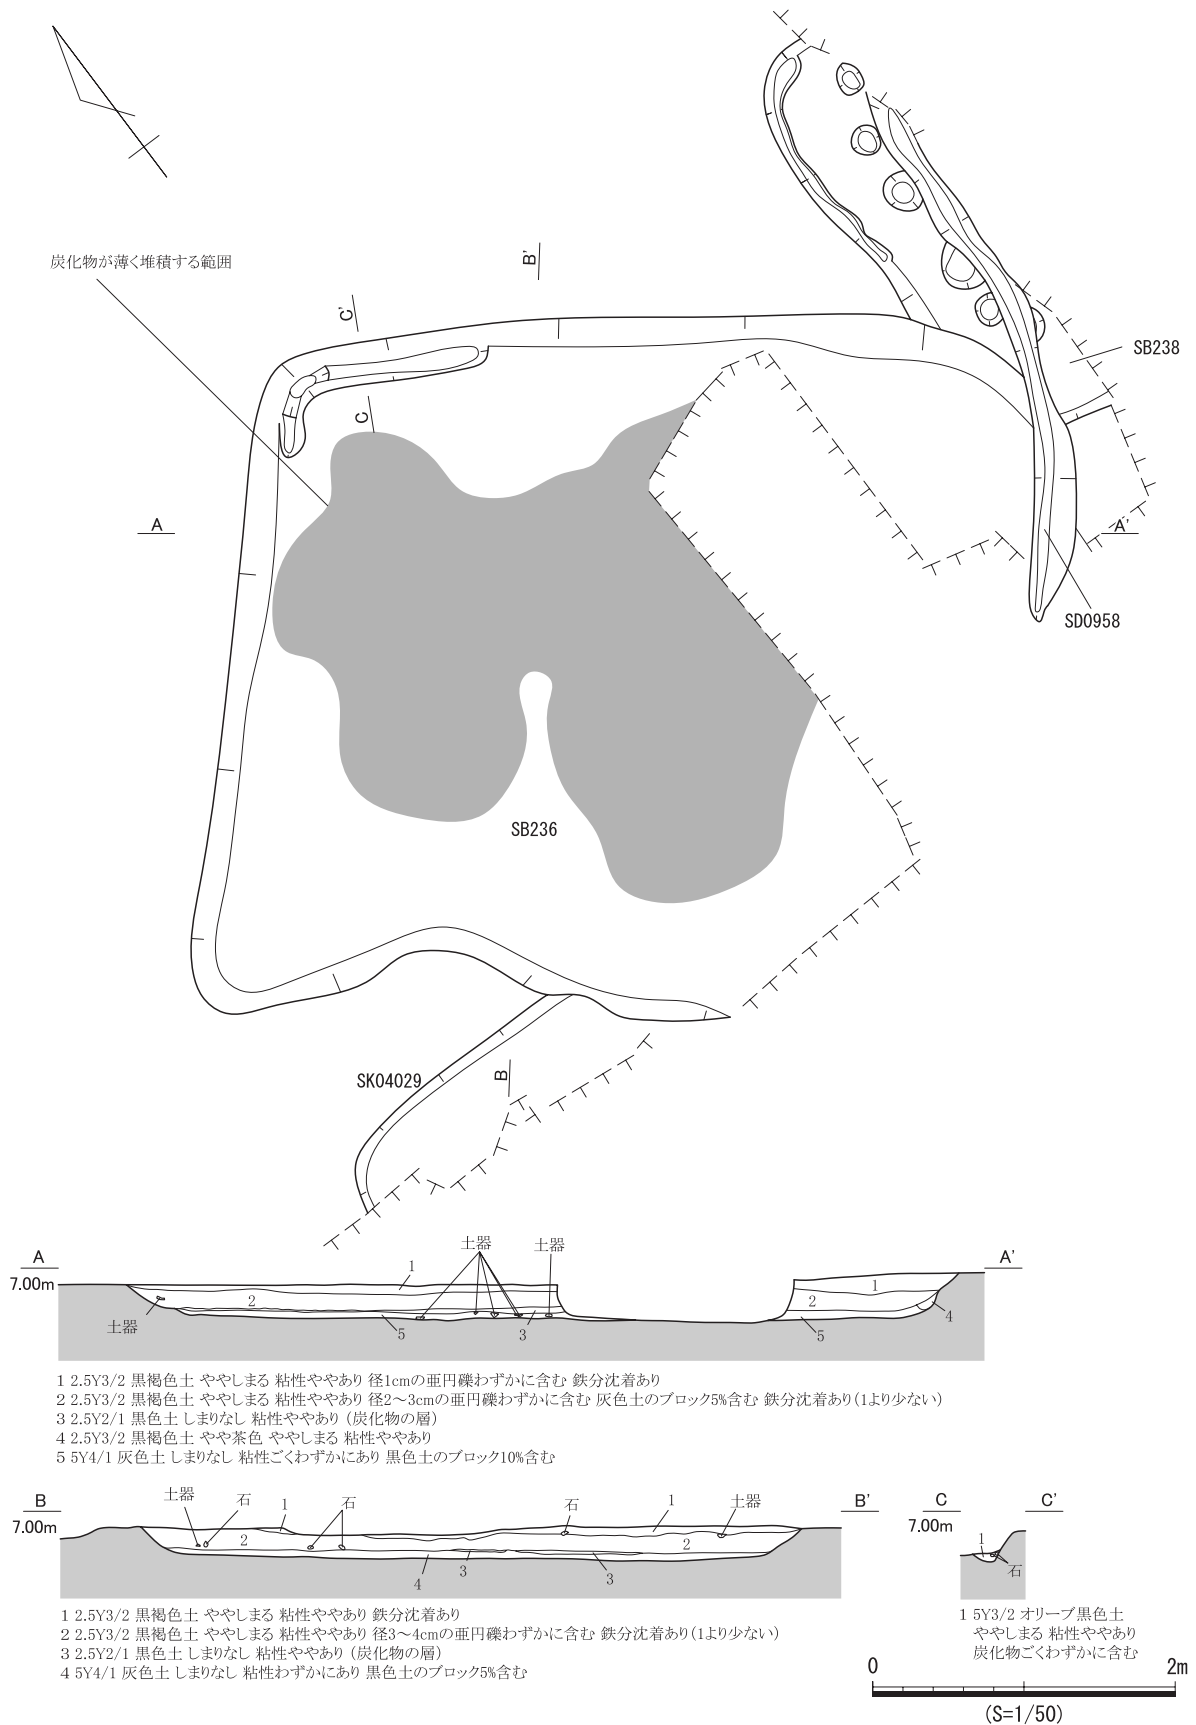 炭化物が薄く堆積する範囲
B'
C'
SB238
C
A
A'
SD0958
SB236
SK04029
B
A
土器
土器
A'
7.00m
1
1
2
2
土器
5
3
5
4
1 2.5Y3/2 黒褐色土 ややしまる 粘性ややあり 径1cmの亜円礫わずかに含む 鉄分沈着あり
2 2.5Y3/2 黒褐色土 ややしまる 粘性ややあり 径2～3cmの亜円礫わずかに含む 灰色土のブロック5%含む 鉄分沈着あり(1より少ない)
3 2.5Y2/1 黒色土 しまりなし 粘性ややあり (炭化物の層)
4 2.5Y3/2 黒褐色土 やや茶色 ややしまる 粘性ややあり
5 5Y4/1 灰色土 しまりなし 粘性ごくわずかにあり 黒色土のブロック10%含む
B
土器
石
1
石
石
1
土器
B'
7.00m
2
2
4
3
3
C
C'
7.00m
1
石
1 2.5Y3/2 黒褐色土 ややしまる 粘性ややあり 鉄分沈着あり
2 2.5Y3/2 黒褐色土 ややしまる 粘性ややあり 径3～4cmの亜円礫わずかに含む 鉄分沈着あり(1より少ない)
3 2.5Y2/1 黒色土 しまりなし 粘性ややあり (炭化物の層)
4 5Y4/1 灰色土 しまりなし 粘性わずかにあり 黒色土のブロック5%含む
1 5Y3/2 オリーブ黒色土
ややしまる 粘性ややあり
炭化物ごくわずかに含む
0
2m
(S=1/50)